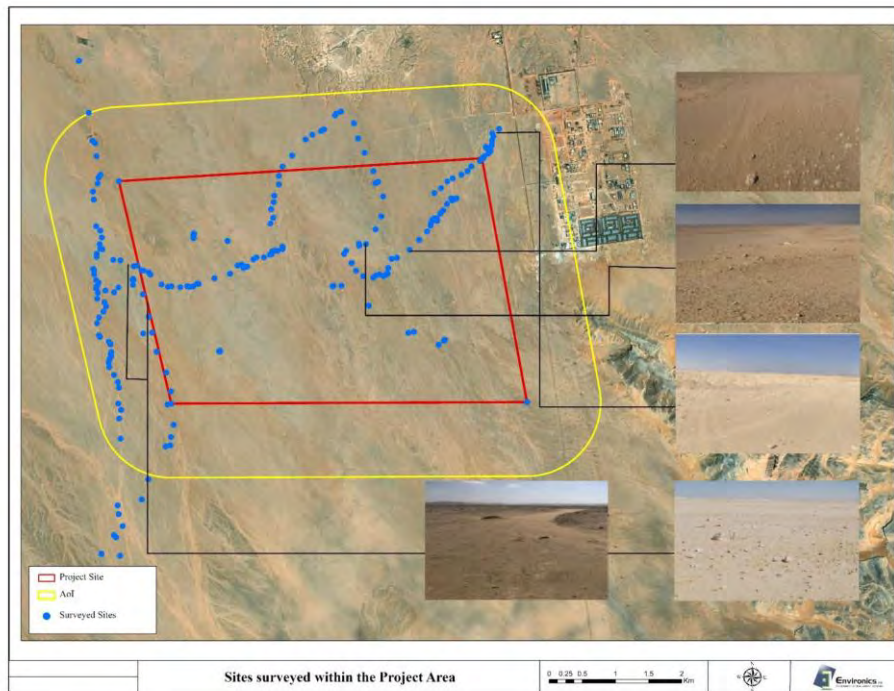 Project Site
AoI
Surveyed Sites
Sites surveyed within the Project Area
0 0.25 0.5 1 1.5 2
Km
Environics